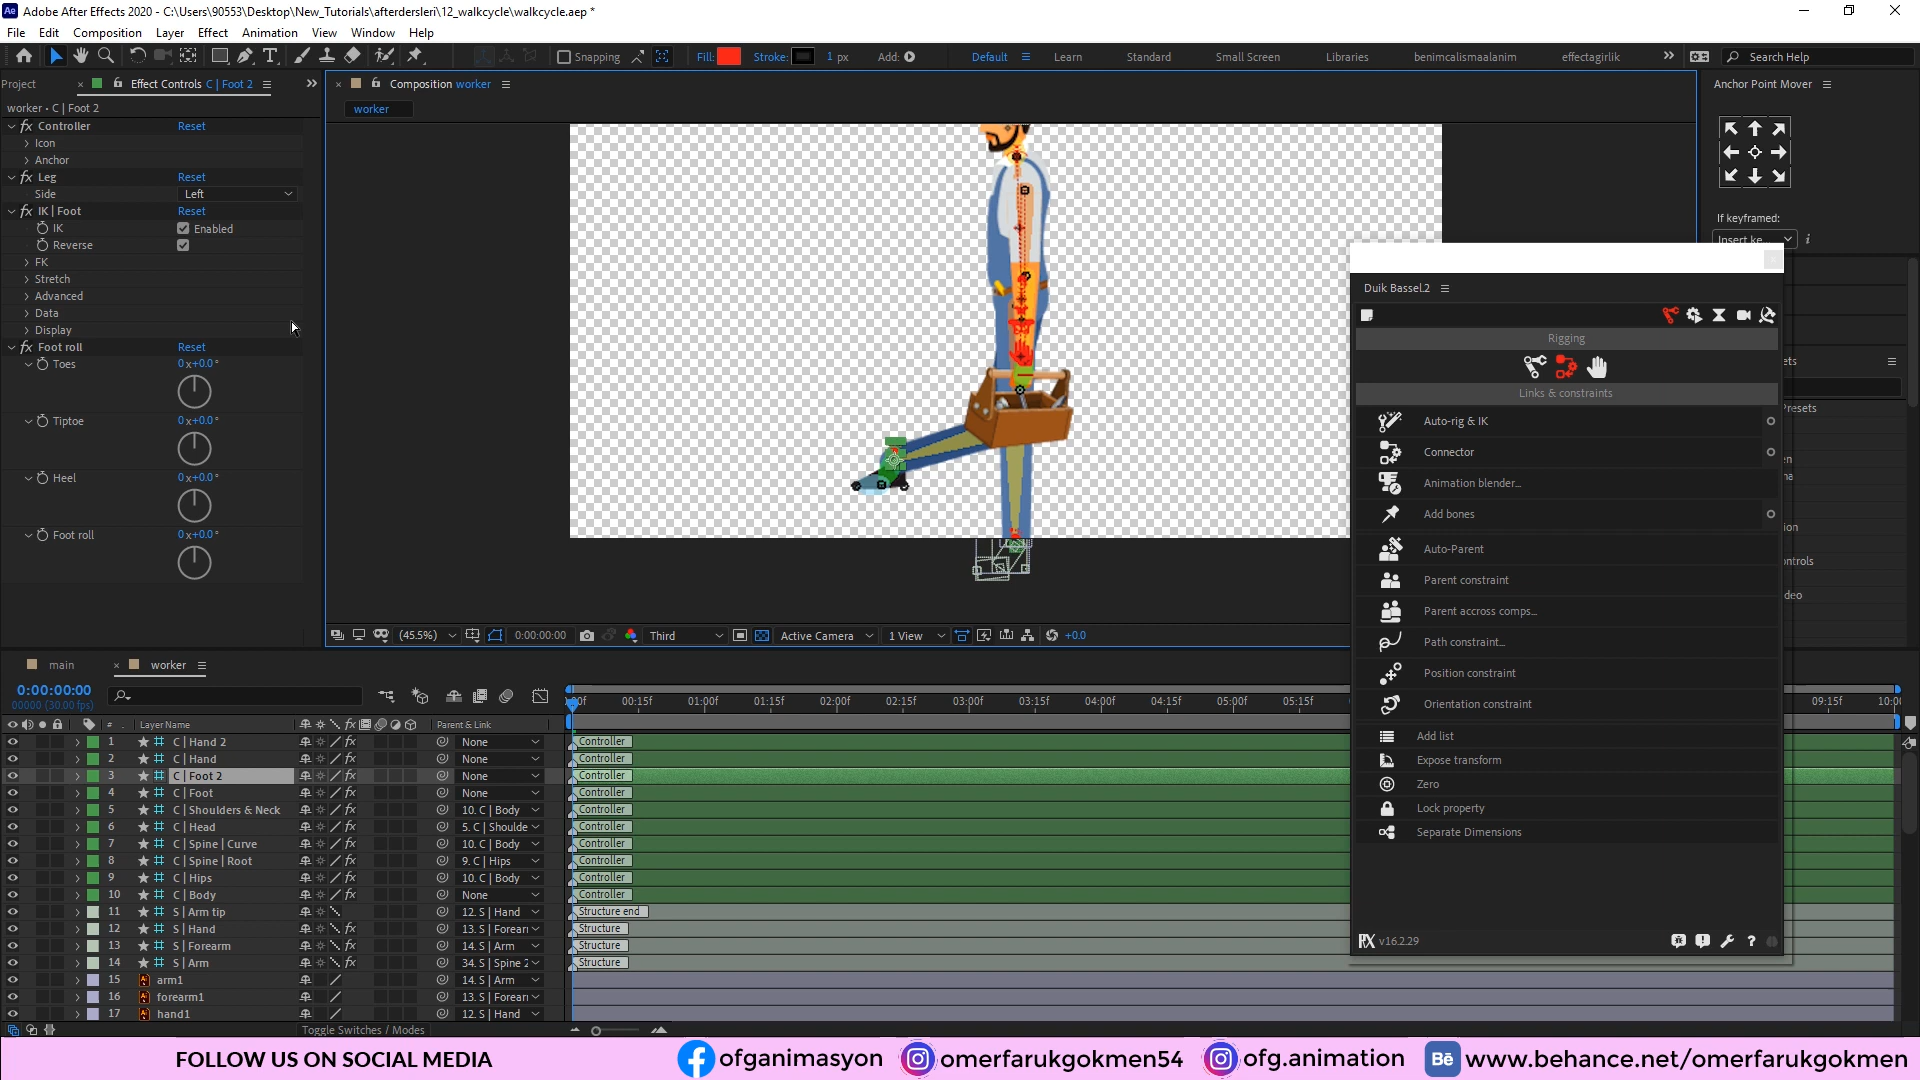 Adobe After Effects 2020 - C:\Users\90553\Desktop\New_Tutorials\afterdersleri\12_walkcycle\walkcycle.aep *
File Edit Composition Layer Effect Animation View Window Help
Snapping Fill: Stroke: 1 px Add: Default Learn Standard Small Screen Libraries benimcalismaalanim effectagirlik Search Help
Project Effect Controls C | Foot 2
Composition worker
Anchor Point Mover
worker • C | Foot 2
worker
Controller Reset
Icon
Anchor
Leg Reset
Side Left
IK | Foot Reset
IK Enabled
Reverse
FK
Stretch
Advanced
Data
Display
Foot roll Reset
Toes 0x+0.0°
Tiptoe 0x+0.0°
Heel 0x+0.0°
Foot roll 0x+0.0°
If keyframed:
Insert ke...
Duik Bassel.2
Rigging
Links & constraints
Auto-rig & IK
Connector
Animation blender...
Add bones
Auto-Parent
Parent constraint
Parent accross comps...
Path constraint...
Position constraint
Orientation constraint
Add list
Expose transform
Zero
Lock property
Separate Dimensions
v16.2.29
(45.5%) 0:00:00:00 Third Active Camera 1 View +0.0
main worker
0:00:00:00
00000 (30.00 fps)
00:15f 01:00f 01:15f 02:00f 02:15f 03:00f 03:15f 04:00f 04:15f 05:00f 05:15f 09:15f
# Layer Name Parent & Link
1 C | Hand 2 None Controller
2 C | Hand None Controller
3 C | Foot 2 None Controller
4 C | Foot None Controller
5 C | Shoulders & Neck 10. C | Body Controller
6 C | Head 5. C | Shoulde Controller
7 C | Spine | Curve 10. C | Body Controller
8 C | Spine | Root 9. C | Hips Controller
9 C | Hips 10. C | Body Controller
10 C | Body None Controller
11 S | Arm tip 12. S | Hand Structure end
12 S | Hand 13. S | Forearm Structure
13 S | Forearm 14. S | Arm Structure
14 S | Arm 34. S | Spine 2 Structure
15 arm1 14. S | Arm
16 forearm1 13. S | Forearm
17 hand1 12. S | Hand
Toggle Switches / Modes
FOLLOW US ON SOCIAL MEDIA ofganimasyon omerfarukgokmen54 ofg.animation Bē www.behance.net/omerfarukgokmen